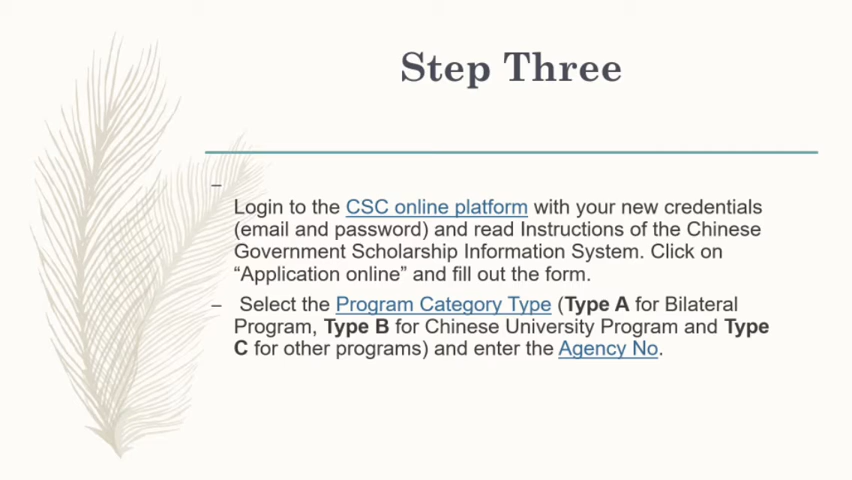 Step Three
–
Login to the CSC online platform with your new credentials
(email and password) and read Instructions of the Chinese
Government Scholarship Information System. Click on
“Application online” and fill out the form.
– Select the Program Category Type (Type A for Bilateral
Program, Type B for Chinese University Program and Type
C for other programs) and enter the Agency No.